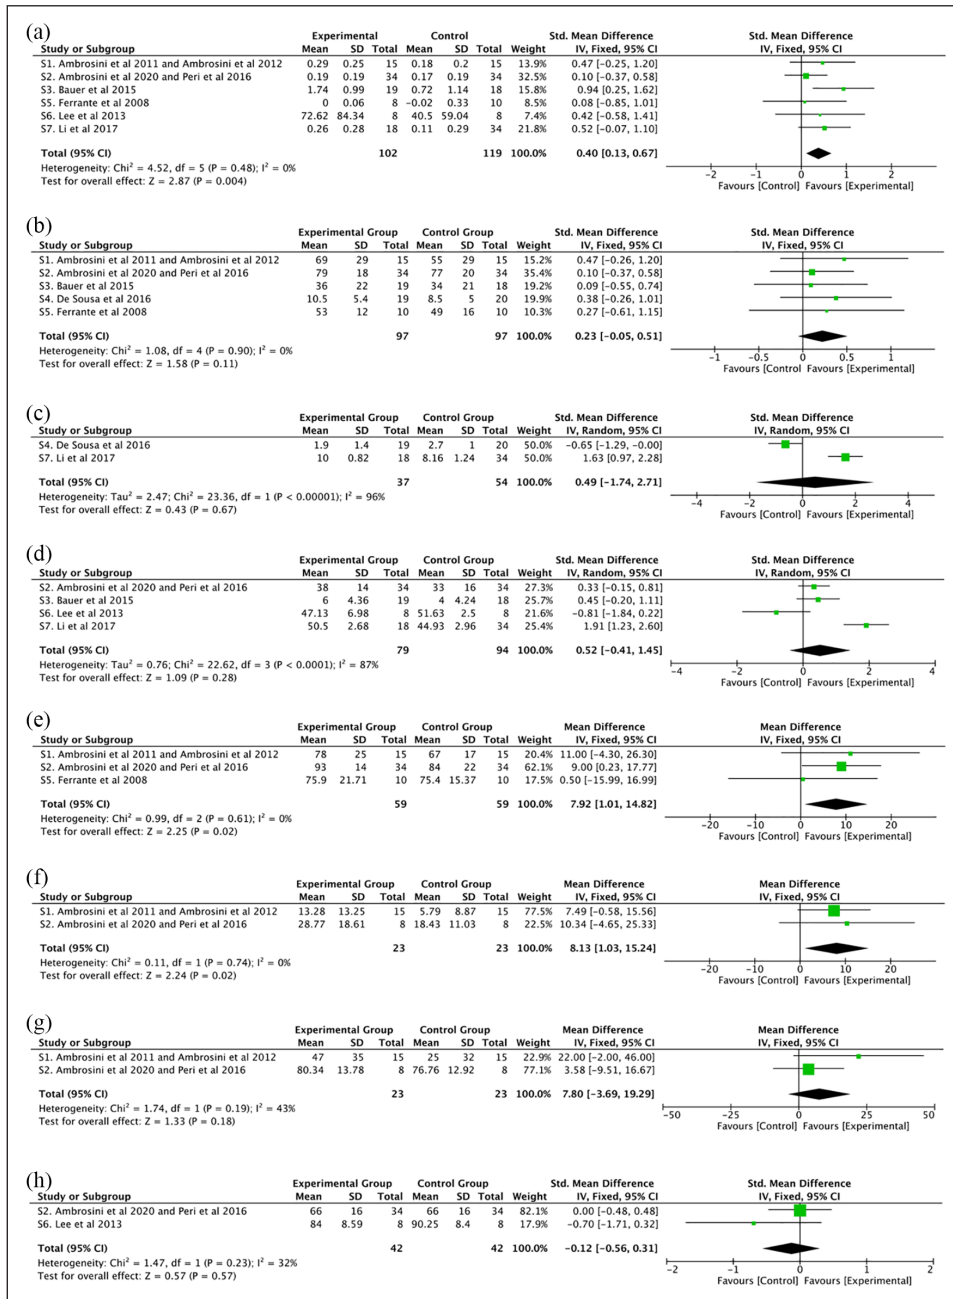 (a)
Experimental Control Std. Mean Difference Std. Mean Difference
Study or Subgroup Mean SD Total Mean SD Total Weight IV, Fixed, 95% CI IV, Fixed, 95% CI
S1. Ambrosini et al 2011 and Ambrosini et al 2012 0.29 0.25 15 0.18 0.2 15 13.9% 0.47 [-0.25, 1.20]
S2. Ambrosini et al 2020 and Peri et al 2016 0.19 0.19 34 0.17 0.19 34 32.5% 0.10 [-0.37, 0.58]
S3. Bauer et al 2015 1.74 0.99 19 0.72 1.14 18 15.8% 0.94 [0.25, 1.62]
S5. Ferrante et al 2008 0 0.06 8 -0.02 0.33 10 8.5% 0.08 [-0.85, 1.01]
S6. Lee et al 2013 72.62 84.34 8 40.5 59.04 8 7.4% 0.42 [-0.58, 1.41]
S7. Li et al 2017 0.26 0.28 18 0.11 0.29 34 21.8% 0.52 [-0.07, 1.10]
Total (95% CI) 102 119 100.0% 0.40 [0.13, 0.67]
Heterogeneity: Chi² = 4.52, df = 5 (P = 0.48); I² = 0%
Test for overall effect: Z = 2.87 (P = 0.004)
-2 -1 0 1 2
Favours [Control] Favours [Experimental]
(b)
Experimental Group Control Group Std. Mean Difference Std. Mean Difference
Study or Subgroup Mean SD Total Mean SD Total Weight IV, Fixed, 95% CI IV, Fixed, 95% CI
S1. Ambrosini et al 2011 and Ambrosini et al 2012 69 29 15 55 29 15 15.2% 0.47 [-0.26, 1.20]
S2. Ambrosini et al 2020 and Peri et al 2016 79 18 34 77 20 34 35.4% 0.10 [-0.37, 0.58]
S3. Bauer et al 2015 36 22 19 34 21 18 19.2% 0.09 [-0.55, 0.74]
S4. De Sousa et al 2016 10.5 5.4 19 8.5 5 20 19.9% 0.38 [-0.26, 1.01]
S5. Ferrante et al 2008 53 12 10 49 16 10 10.3% 0.27 [-0.61, 1.15]
Total (95% CI) 97 97 100.0% 0.23 [-0.05, 0.51]
Heterogeneity: Chi² = 1.08, df = 4 (P = 0.90); I² = 0%
Test for overall effect: Z = 1.58 (P = 0.11)
-1 -0.5 0 0.5 1
Favours [Control Favours [Experimental]
(c)
Experimental Group Control Group Std. Mean Difference Std. Mean Difference
Study or Subgroup Mean SD Total Mean SD Total Weight IV, Random, 95% CI IV, Random, 95% CI
S4. De Sousa et al 2016 1.9 1.4 19 2.7 1 20 50.0% -0.65 [-1.29, -0.00]
S7. Li et al 2017 10 0.82 18 8.16 1.24 34 50.0% 1.63 [0.97, 2.28]
Total (95% CI) 37 54 100.0% 0.49 [-1.74, 2.71]
Heterogeneity: Tau² = 2.47; Chi² = 23.36, df = 1 (P < 0.00001); I² = 96%
Test for overall effect: Z = 0.43 (P = 0.67)
-4 -2 0 2 4
Favours [Control] Favours [Experimental]
(d)
Experimental Group Control Group Std. Mean Difference Std. Mean Difference
Study or Subgroup Mean SD Total Mean SD Total Weight IV, Random, 95% CI IV, Random, 95% CI
S2. Ambrosini et al 2020 and Peri et al 2016 38 14 34 33 16 34 27.3% 0.33 [-0.15, 0.81]
S3. Bauer et al 2015 6 4.36 19 4 4.24 18 25.7% 0.45 [-0.20, 1.11]
S6. Lee et al 2013 47.13 6.98 8 51.63 2.5 8 21.6% -0.81 [-1.84, 0.22]
S7. Li et al 2017 50.5 2.68 18 44.93 2.96 34 25.4% 1.91 [1.23, 2.60]
Total (95% CI) 79 94 100.0% 0.52 [-0.41, 1.45]
Heterogeneity: Tau² = 0.76; Chi² = 22.62, df = 3 (P < 0.0001); I² = 87%
Test for overall effect: Z = 1.09 (P = 0.28)
-4 -2 0 2 4
Favours [Control] Favours [Experimental]
(e)
Experimental Group Control Group Mean Difference Mean Difference
Study or Subgroup Mean SD Total Mean SD Total Weight IV, Fixed, 95% CI IV, Fixed, 95% CI
S1. Ambrosini et al 2011 and Ambrosini et al 2012 78 25 15 67 17 15 20.4% 11.00 [-4.30, 26.30]
S2. Ambrosini et al 2020 and Peri et al 2016 93 14 34 84 22 34 62.1% 9.00 [0.23, 17.77]
S5. Ferrante et al 2008 75.9 21.71 10 75.4 15.37 10 17.5% 0.50 [-15.99, 16.99]
Total (95% CI) 59 59 100.0% 7.92 [1.01, 14.82]
Heterogeneity: Chi² = 0.99, df = 2 (P = 0.61); I² = 0%
Test for overall effect: Z = 2.25 (P = 0.02)
-20 -10 0 10 20
Favours [Control] Favours [Experimental]
(f)
Experimental Group Control Group Mean Difference Mean Difference
Study or Subgroup Mean SD Total Mean SD Total Weight IV, Fixed, 95% CI IV, Fixed, 95% CI
S1. Ambrosini et al 2011 and Ambrosini et al 2012 13.28 13.25 15 5.79 8.87 15 77.5% 7.49 [-0.58, 15.56]
S2. Ambrosini et al 2020 and Peri et al 2016 28.77 18.61 8 18.43 11.03 8 22.5% 10.34 [-4.65, 25.33]
Total (95% CI) 23 23 100.0% 8.13 [1.03, 15.24]
Heterogeneity: Chi² = 0.11, df = 1 (P = 0.74); I² = 0%
Test for overall effect: Z = 2.24 (P = 0.02)
-20 -10 0 10 20
Favours [Control] Favours [Experimental]
(g)
Experimental Group Control Group Mean Difference Mean Difference
Study or Subgroup Mean SD Total Mean SD Total Weight IV, Fixed, 95% CI IV, Fixed, 95% CI
S1. Ambrosini et al 2011 and Ambrosini et al 2012 47 35 15 25 32 15 22.9% 22.00 [-2.00, 46.00]
S2. Ambrosini et al 2020 and Peri et al 2016 80.34 13.78 8 76.76 12.92 8 77.1% 3.58 [-9.51, 16.67]
Total (95% CI) 23 23 100.0% 7.80 [-3.69, 19.29]
Heterogeneity: Chi² = 1.74, df = 1 (P = 0.19); I² = 43%
Test for overall effect: Z = 1.33 (P = 0.18)
-50 -25 0 25 50
Favours [Control] Favours [Experimental]
(h)
Experimental Group Control Group Std. Mean Difference Std. Mean Difference
Study or Subgroup Mean SD Total Mean SD Total Weight IV, Fixed, 95% CI IV, Fixed, 95% CI
S2. Ambrosini et al 2020 and Peri et al 2016 66 16 34 66 16 34 82.1% 0.00 [-0.48, 0.48]
S6. Lee et al 2013 84 8.59 8 90.25 8.4 8 17.9% -0.70 [-1.71, 0.32]
Total (95% CI) 42 42 100.0% -0.12 [-0.56, 0.31]
Heterogeneity: Chi² = 1.47, df = 1 (P = 0.23); I² = 32%
Test for overall effect: Z = 0.57 (P = 0.57)
-2 -1 0 1 2
Favours [Control] Favours [Experimental]